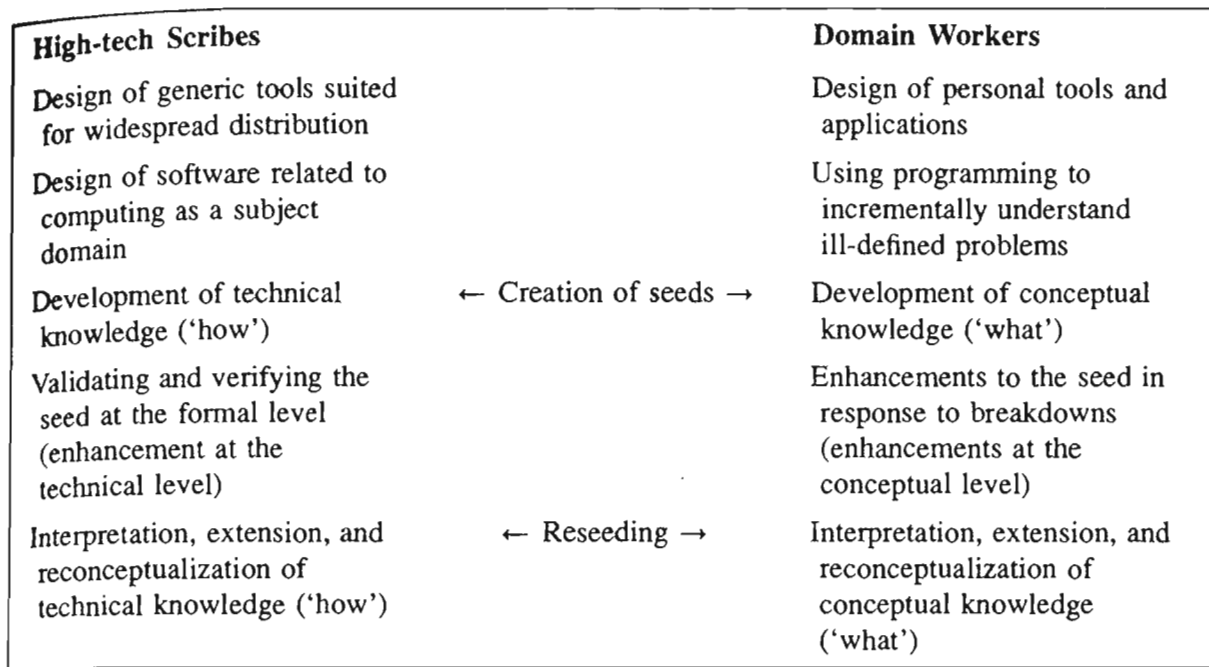 High-tech Scribes
Domain Workers
Design of generic tools suited
for widespread distribution
Design of personal tools and
applications
Design of software related to
computing as a subject
domain
Using programming to
incrementally understand
ill-defined problems
Development of technical
knowledge (‘how’)
← Creation of seeds →
Development of conceptual
knowledge (‘what’)
Validating and verifying the
seed at the formal level
(enhancement at the
technical level)
Enhancements to the seed in
response to breakdowns
(enhancements at the
conceptual level)
Interpretation, extension, and
reconceptualization of
technical knowledge (‘how’)
← Reseeding →
Interpretation, extension, and
reconceptualization of
conceptual knowledge
(‘what’)